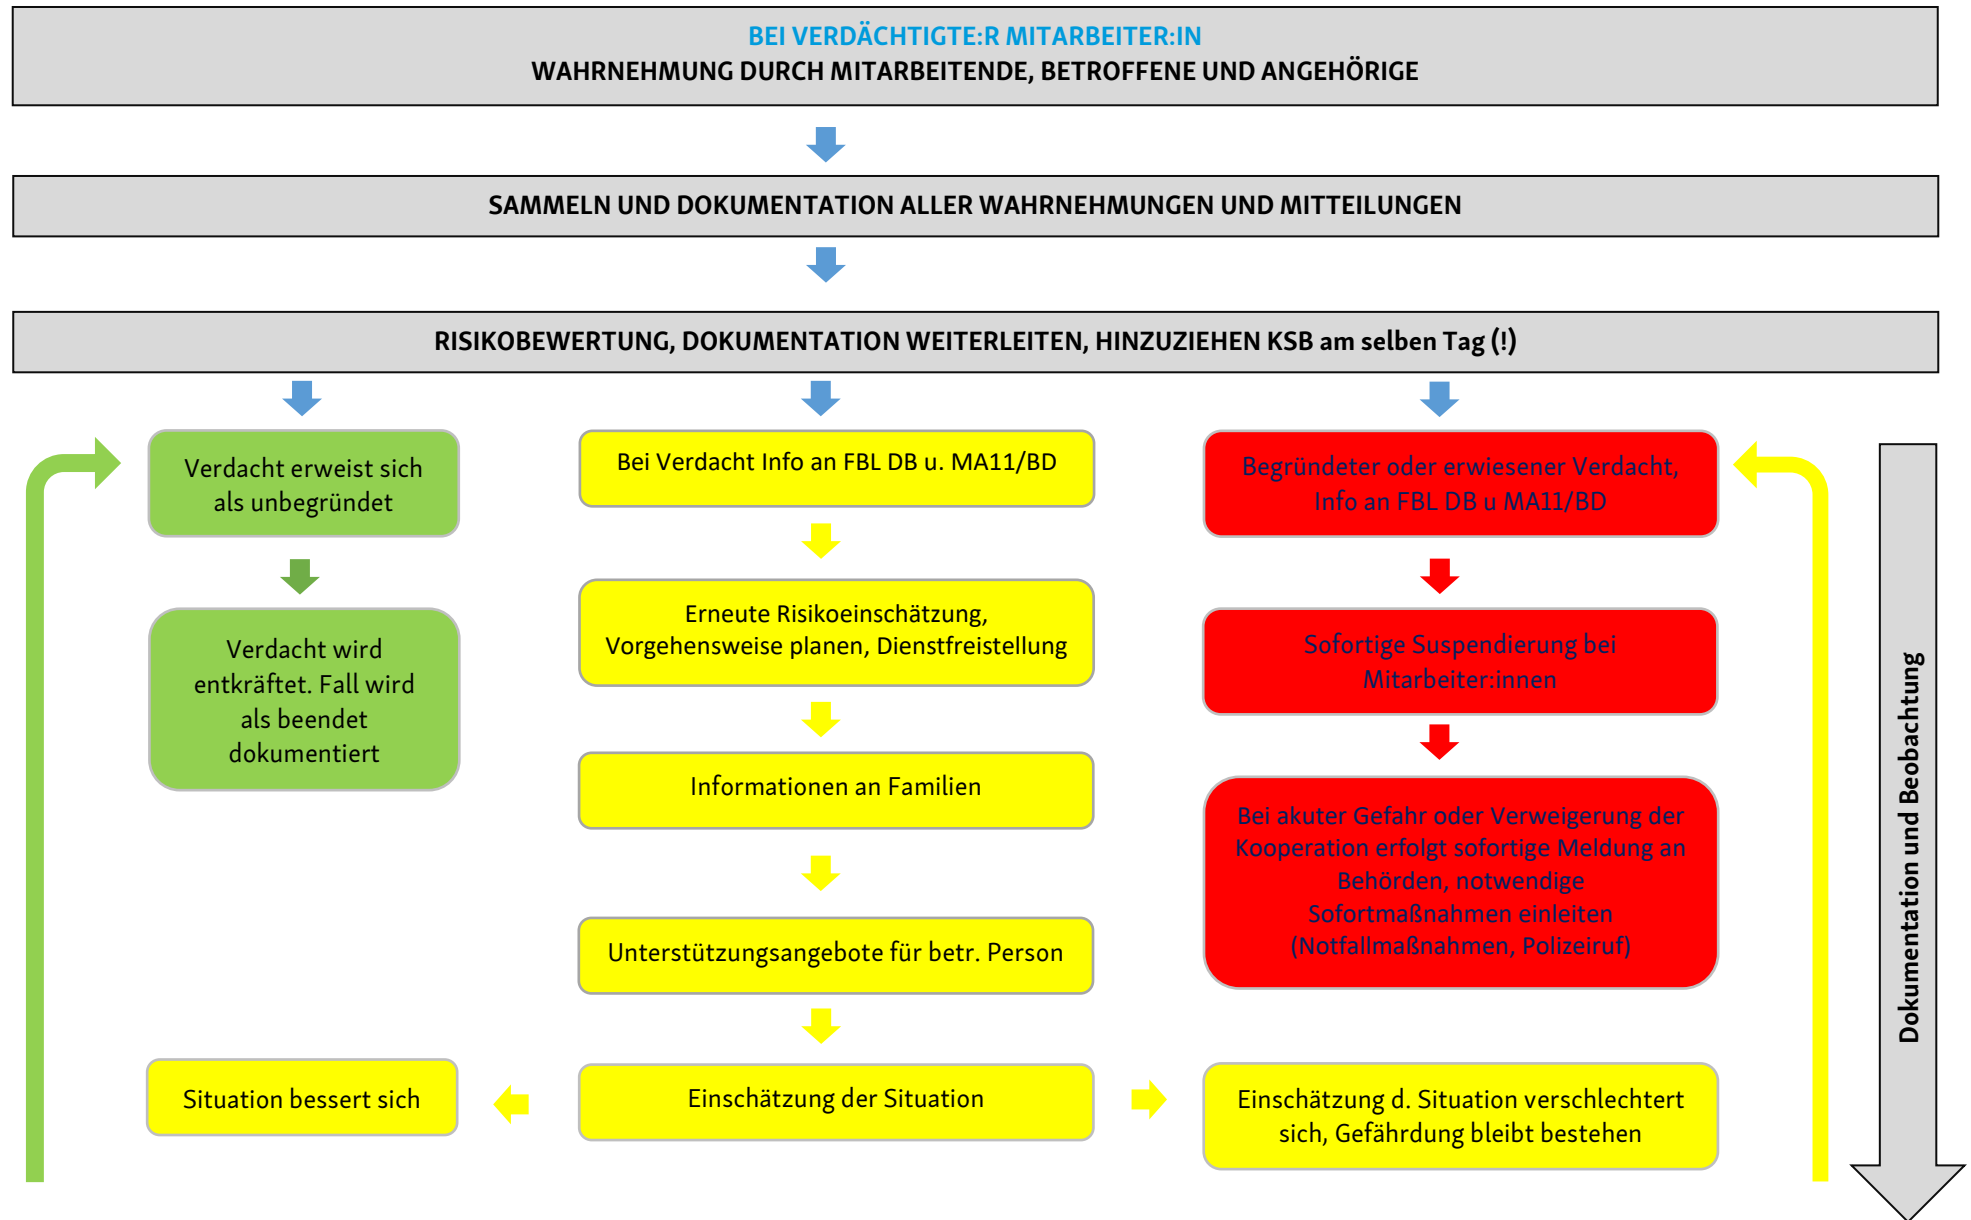 BEI VERDÄCHTIGTE:R MITARBEITER:IN
WAHRNEHMUNG DURCH MITARBEITENDE, BETROFFENE UND ANGEHÖRIGE
SAMMELN UND DOKUMENTATION ALLER WAHRNEHMUNGEN UND MITTEILUNGEN
RISIKOBEWERTUNG, DOKUMENTATION WEITERLEITEN, HINZUZIEHEN KSB am selben Tag (!)
Verdacht erweist sich
als unbegründet
Verdacht wird
entkräftet. Fall wird
als beendet
dokumentiert
Bei Verdacht Info an FBL DB u. MA11/BD
Erneute Risikoeinschätzung,
Vorgehensweise planen, Dienstfreistellung
Informationen an Familien
Unterstützungsangebote für betr. Person
Einschätzung der Situation
Situation bessert sich
Begründeter oder erwiesener Verdacht,
Info an FBL DB u MA11/BD
Sofortige Suspendierung bei
Mitarbeiter:innen
Bei akuter Gefahr oder Verweigerung der
Kooperation erfolgt sofortige Meldung an
Behörden, notwendige
Sofortmaßnahmen einleiten
(Notfallmaßnahmen, Polizeiruf)
Einschätzung d. Situation verschlechtert
sich, Gefährdung bleibt bestehen
Dokumentation und Beobachtung